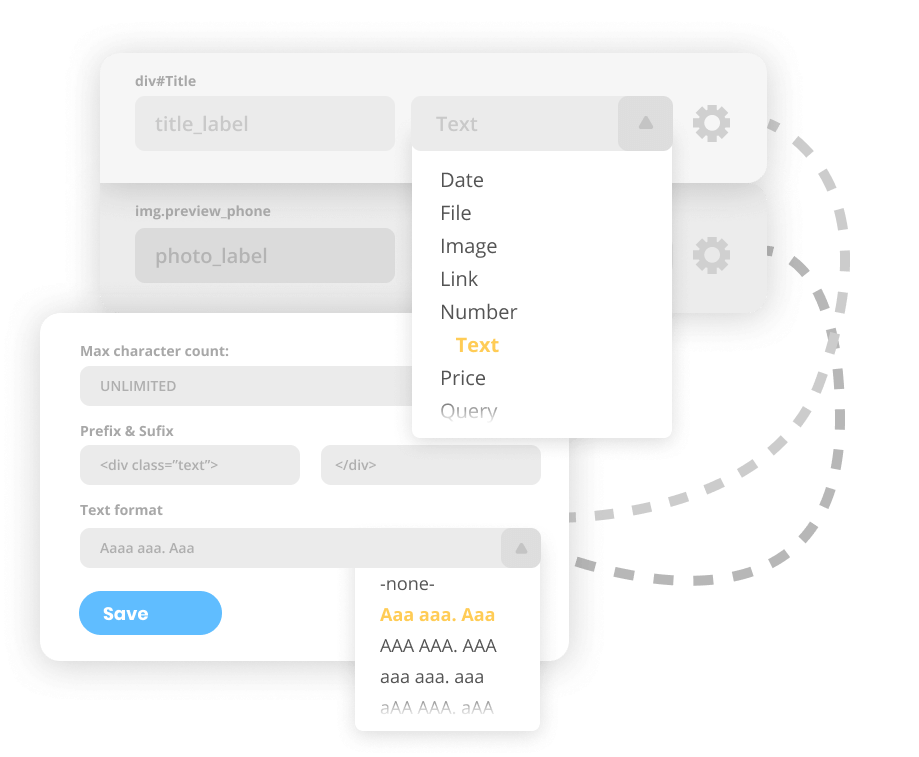 div#Title
title_label
Text
Date
File
Image
Link
Number
Text
Price
Query
img.preview_phone
photo_label
Max character count:
UNLIMITED
Prefix & Sufix
<div class=”text”>
</div>
Text format
Aaaa aaa. Aaa
-none-
Aaa aaa. Aaa
AAA AAA. AAA
aaa aaa. aaa
aAA AAA. aAA
Save